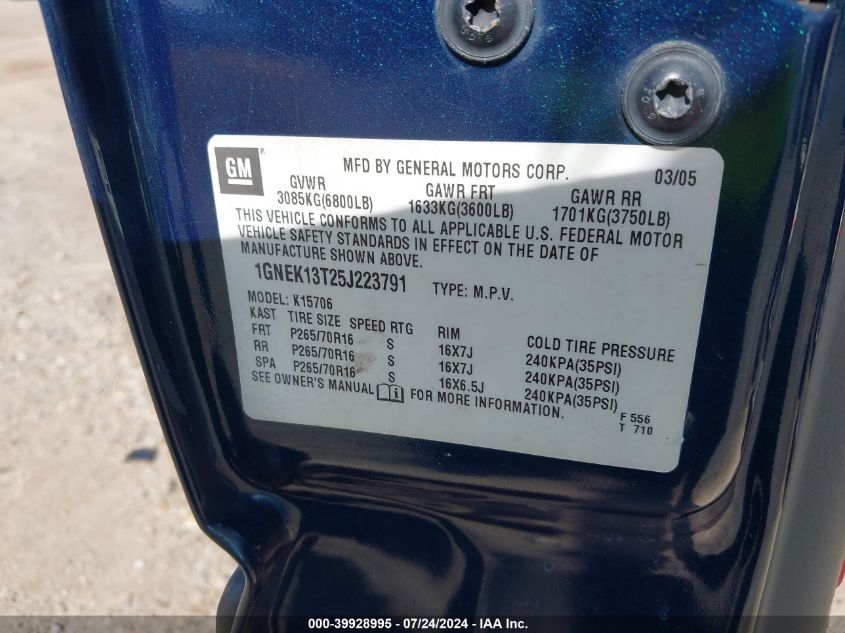 GM ®
MFD BY GENERAL MOTORS CORP. 03/05
GVWR GAWR FRT GAWR RR
3085KG(6800LB) 1633KG(3600LB) 1701KG(3750LB)
THIS VEHICLE CONFORMS TO ALL APPLICABLE U.S. FEDERAL MOTOR
VEHICLE SAFETY STANDARDS IN EFFECT ON THE DATE OF
MANUFACTURE SHOWN ABOVE.
1GNEK13T25J223791 TYPE: M.P.V.
MODEL: K15706
KAST TIRE SIZE SPEED RTG RIM COLD TIRE PRESSURE
FRT P265/70R16 S 16X7J 240KPA(35PSI)
RR P265/70R16 S 16X7J 240KPA(35PSI)
SPA P265/70R16 S 16X6.5J 240KPA(35PSI)
SEE OWNER'S MANUAL i FOR MORE INFORMATION.
F 556
T 710
000-39928995 - 07/24/2024 - IAA Inc.